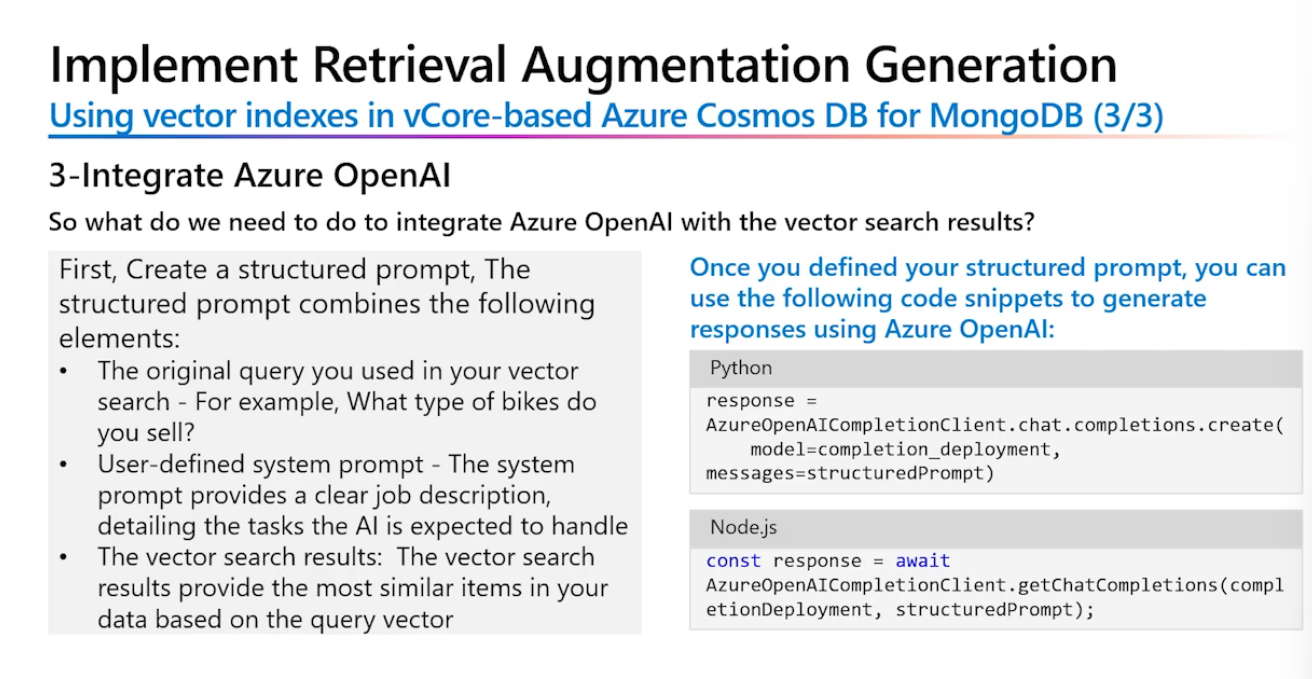 Implement Retrieval Augmentation Generation
Using vector indexes in vCore-based Azure Cosmos DB for MongoDB (3/3)
3-Integrate Azure OpenAI
So what do we need to do to integrate Azure OpenAI with the vector search results?
First, Create a structured prompt, The
structured prompt combines the following
elements:
• The original query you used in your vector
search - For example, What type of bikes do
you sell?
• User-defined system prompt - The system
prompt provides a clear job description,
detailing the tasks the AI is expected to handle
• The vector search results:  The vector search
results provide the most similar items in your
data based on the query vector
Once you defined your structured prompt, you can
use the following code snippets to generate
responses using Azure OpenAI:
Python
response =
AzureOpenAICompletionClient.chat.completions.create(
    model=completion_deployment,
messages=structuredPrompt)
Node.js
const response = await
AzureOpenAICompletionClient.getChatCompletions(compl
etionDeployment, structuredPrompt);